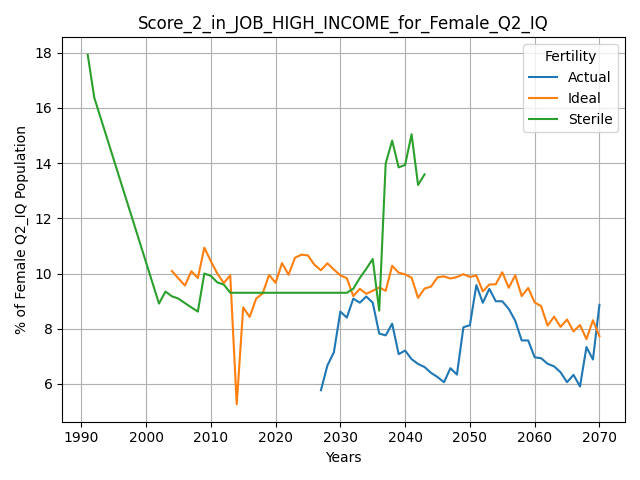 Score_2_in_JOB_HIGH_INCOME_for_Female_Q2_IQ
Fertility
Actual
Ideal
Sterile
% of Female Q2_IQ Population
18
16
14
12
10
8
6
1990 2000 2010 2020 2030 2040 2050 2060 2070
Years